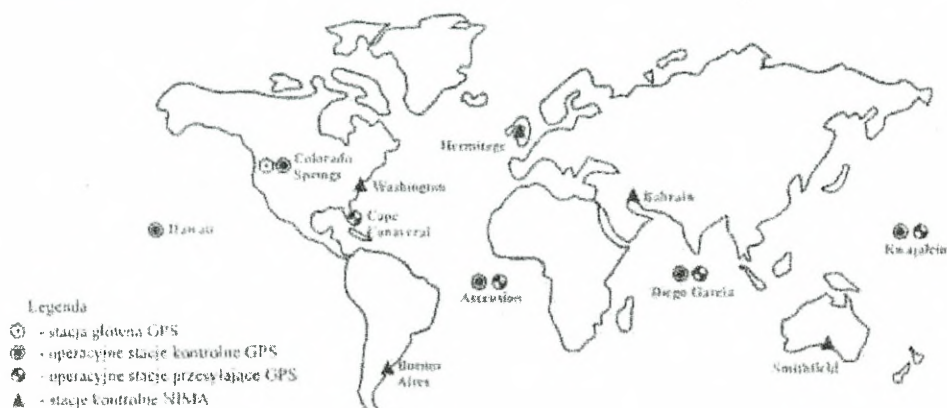 Hermitage
Colorado
Springs
Washington
Bahrain
Cape
Canaveral
Hawaii
Kwajalein
Ascension
Diego Garcia
Legenda
- stacja główna GPS
- operacyjne stacje kontrolne GPS
- operacyjne stacje przesyłające GPS
- stacje kontrolne NIMA
Buenos
Aires
Smithfield